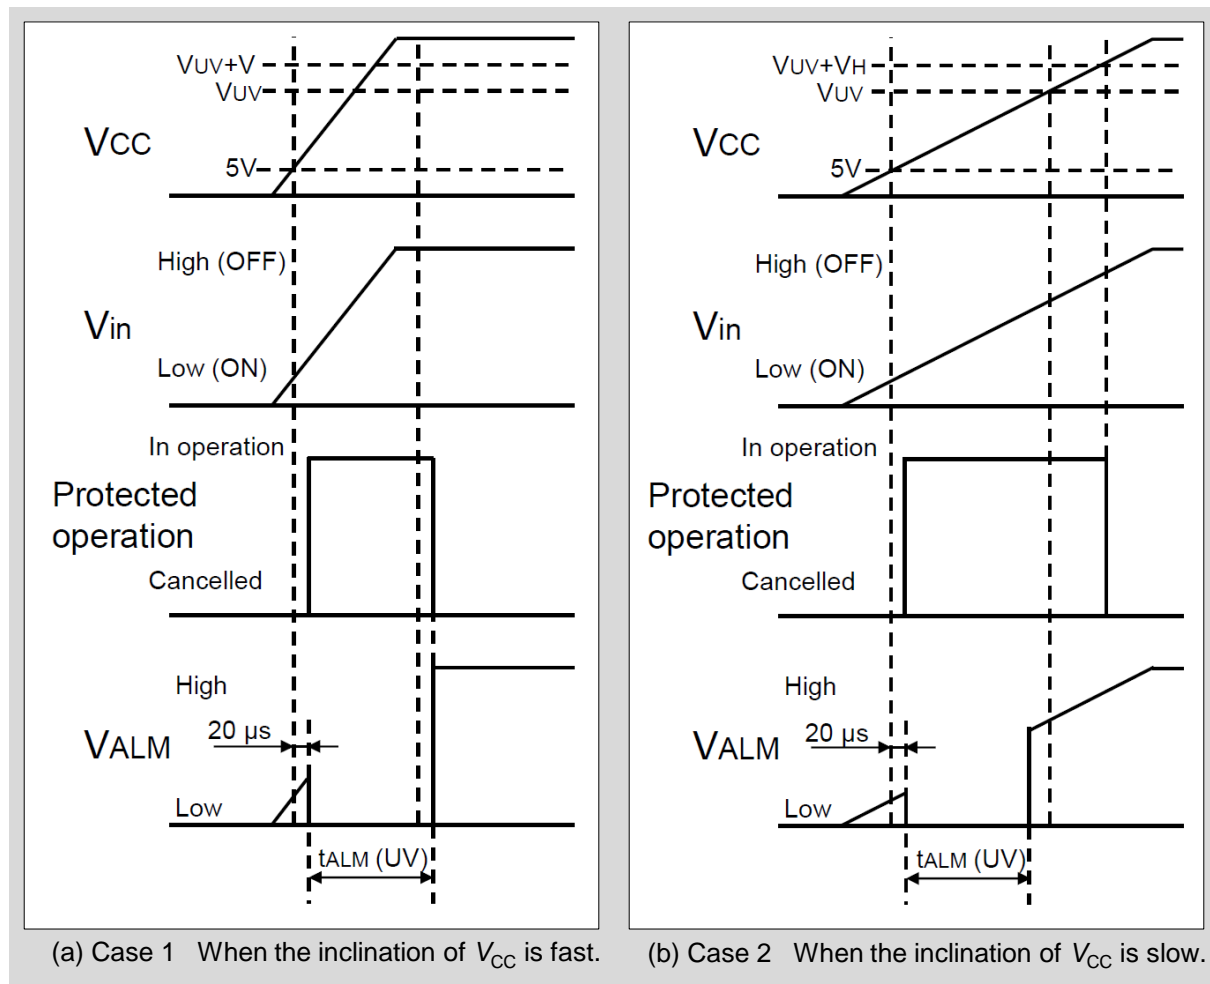 VUV+V
VUV
VCC
5V
High (OFF)
Vin
Low (ON)
In operation
Protected
operation
Cancelled
High
20 µs
VALM
Low
tALM (UV)
(a) Case 1 When the inclination of VCC is fast.
VUV+VH
VUV
VCC
5V
High (OFF)
Vin
Low (ON)
In operation
Protected
operation
Cancelled
High
20 µs
VALM
Low
tALM (UV)
(b) Case 2 When the inclination of VCC is slow.